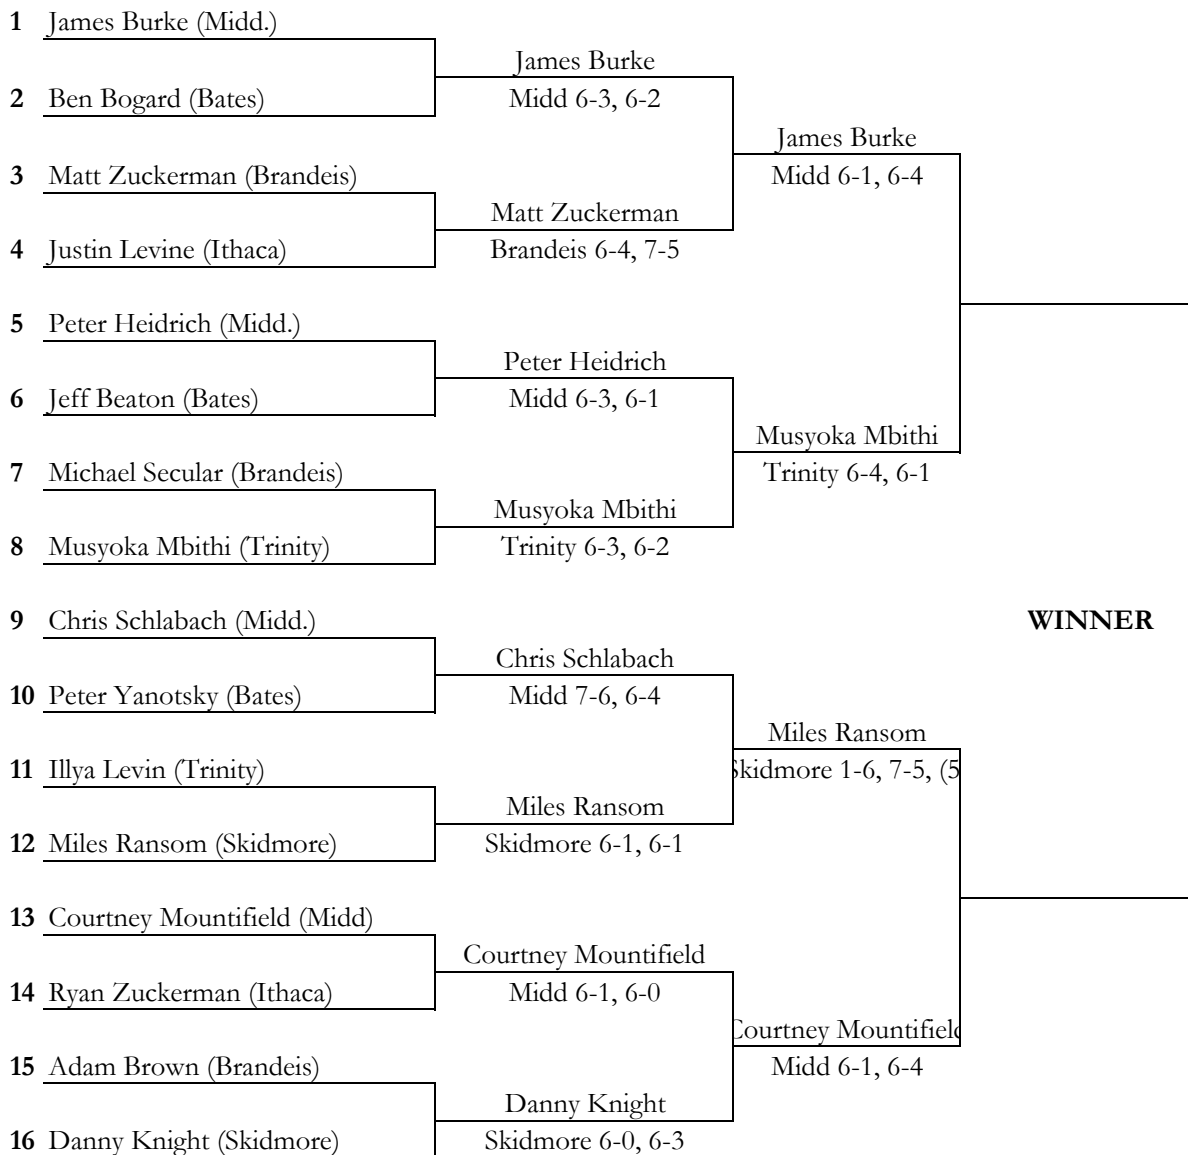 1 James Burke (Midd.)
James Burke
2 Ben Bogard (Bates)
Midd 6-3, 6-2
James Burke
3 Matt Zuckerman (Brandeis)
Midd 6-1, 6-4
Matt Zuckerman
4 Justin Levine (Ithaca)
Brandeis 6-4, 7-5
5 Peter Heidrich (Midd.)
Peter Heidrich
6 Jeff Beaton (Bates)
Midd 6-3, 6-1
Musyoka Mbithi
7 Michael Secular (Brandeis)
Trinity 6-4, 6-1
Musyoka Mbithi
8 Musyoka Mbithi (Trinity)
Trinity 6-3, 6-2
9 Chris Schlabach (Midd.)
WINNER
Chris Schlabach
10 Peter Yanotsky (Bates)
Midd 7-6, 6-4
Miles Ransom
11 Illya Levin (Trinity)
Skidmore 1-6, 7-5, (5
Miles Ransom
12 Miles Ransom (Skidmore)
Skidmore 6-1, 6-1
13 Courtney Mountifield (Midd)
Courtney Mountifield
14 Ryan Zuckerman (Ithaca)
Midd 6-1, 6-0
Courtney Mountifield
15 Adam Brown (Brandeis)
Midd 6-1, 6-4
Danny Knight
16 Danny Knight (Skidmore)
Skidmore 6-0, 6-3